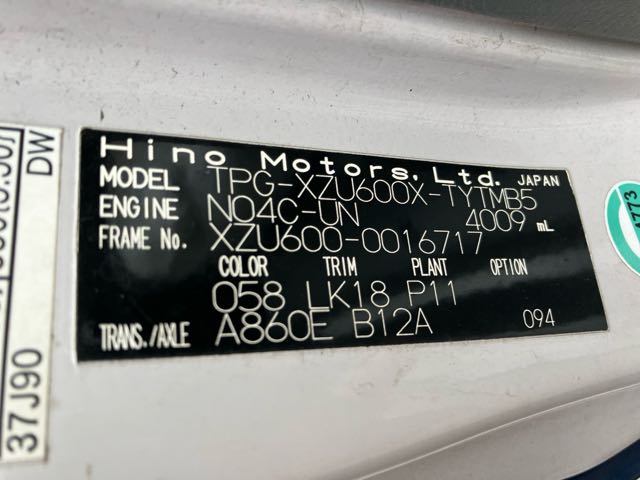 Hino Motors, Ltd. JAPAN
MODEL TPG-XZU600X-TYTMB5
ENGINE N04C-UN 4009 mL
FRAME No. XZU600-0016717
COLOR TRIM PLANT OPTION
058 LK18 P11
TRANS./AXLE A860E B12A 094
DW
37J90